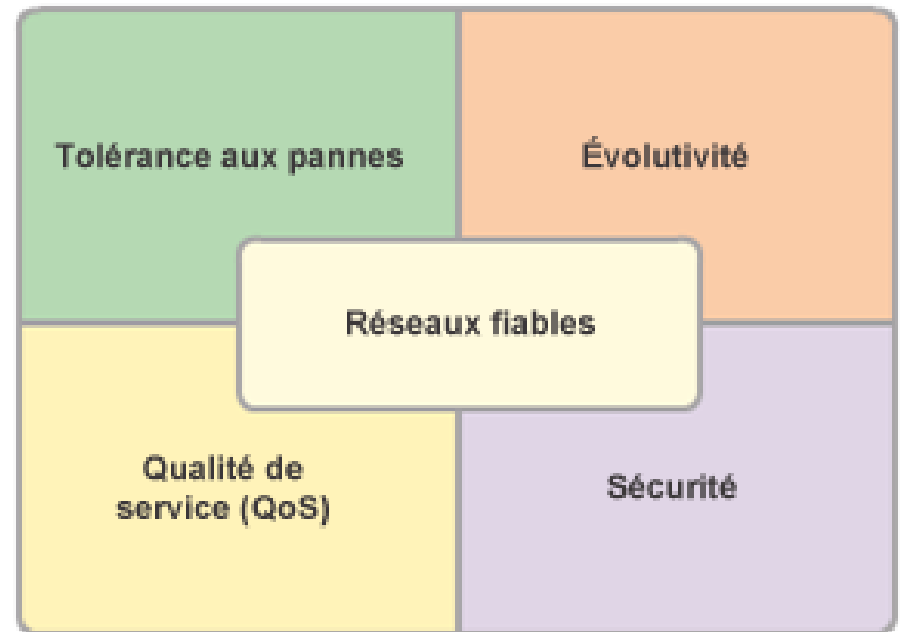 Tolérance aux pannes
Évolutivité
Réseaux fiables
Qualité de
service (QoS)
Sécurité